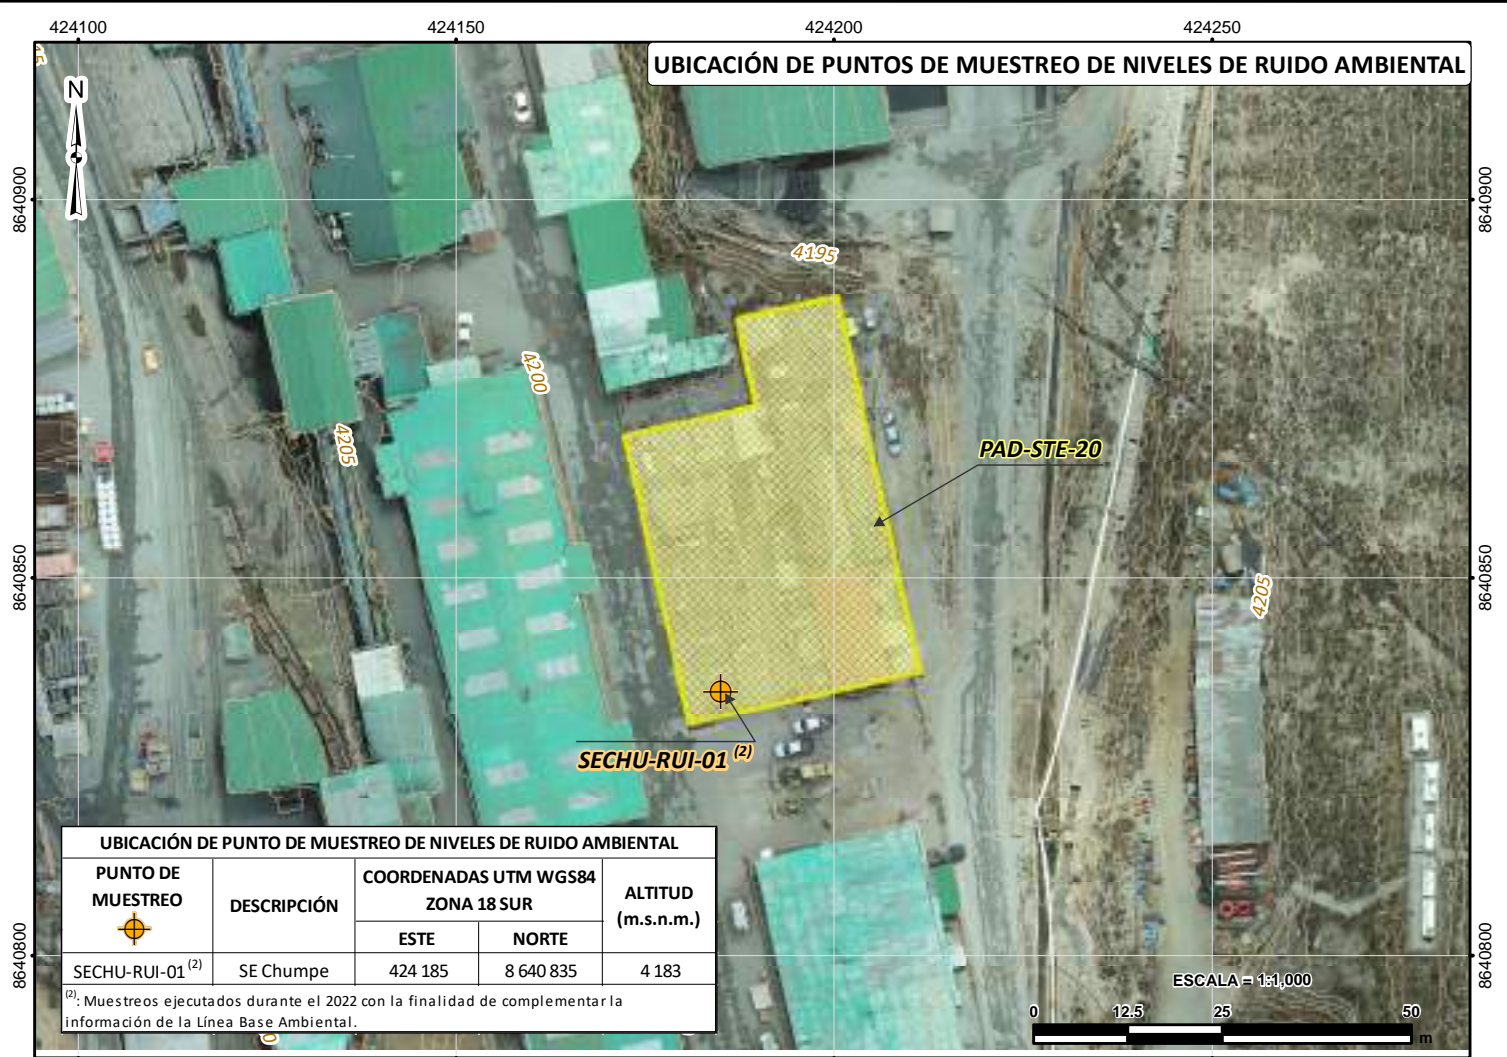 424100
424150
424200
424250
UBICACIÓN DE PUNTOS DE MUESTREO DE NIVELES DE RUIDO AMBIENTAL
N
8640900
8640900
4195
4200
4205
PAD-STE-20
8640850
8640850
4205
SECHU-RUI-01 (2)
UBICACIÓN DE PUNTO DE MUESTREO DE NIVELES DE RUIDO AMBIENTAL
PUNTO DE MUESTREO
DESCRIPCIÓN
COORDENADAS UTM WGS84 ZONA 18 SUR
ALTITUD (m.s.n.m.)
ESTE
NORTE
SECHU-RUI-01 (2)
SE Chumpe
424 185
8 640 835
4 183
(2): Muestreos ejecutados durante el 2022 con la finalidad de complementar la
información de la Línea Base Ambiental.
8640800
8640800
ESCALA = 1:1,000
0 12.5 25 50
m